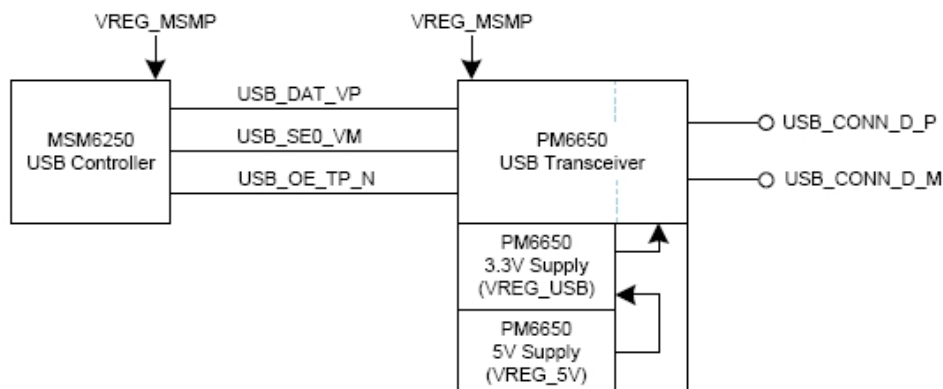 VREG_MSMP
VREG_MSMP
MSM6250
USB Controller
USB_DAT_VP
USB_SE0_VM
USB_OE_TP_N
PM6650
USB Transceiver
USB_CONN_D_P
USB_CONN_D_M
PM6650
3.3V Supply
(VREG_USB)
PM6650
5V Supply
(VREG_5V)